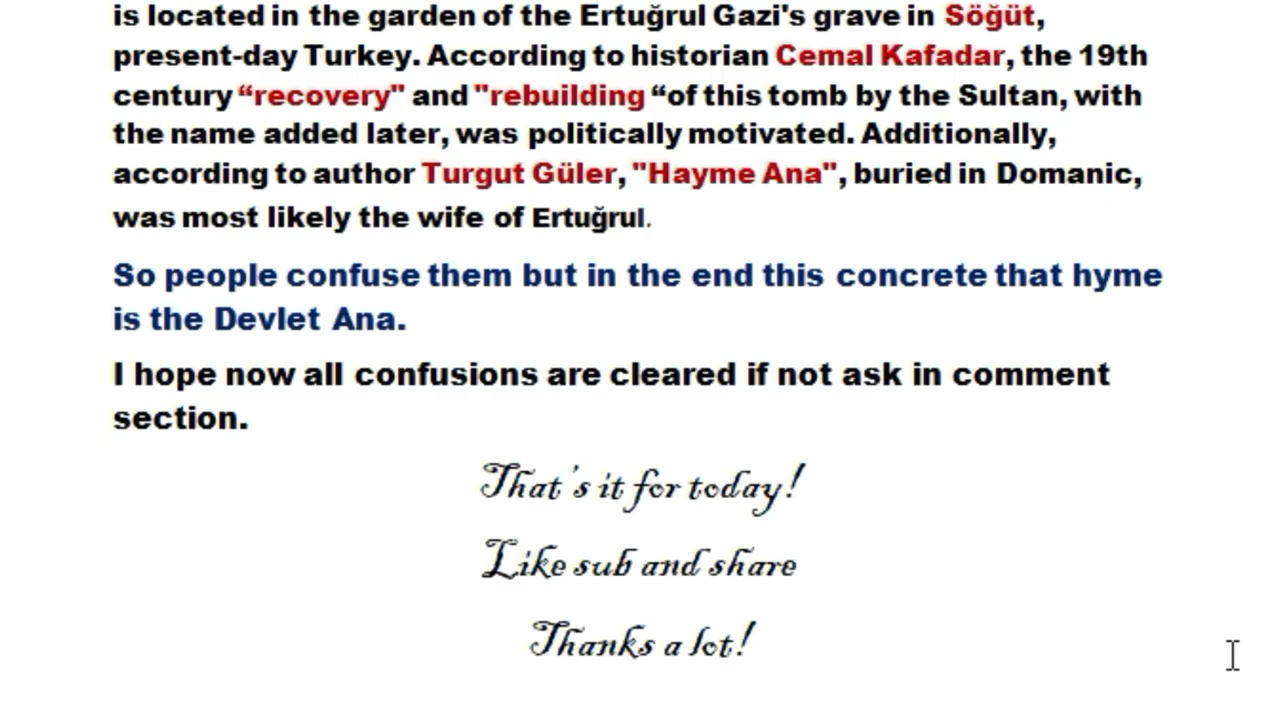 is located in the garden of the Ertuğrul Gazi's grave in Söğüt,
present-day Turkey. According to historian Cemal Kafadar, the 19th
century “recovery" and "rebuilding “of this tomb by the Sultan, with
the name added later, was politically motivated. Additionally,
according to author Turgut Güler, "Hayme Ana", buried in Domanic,
was most likely the wife of Ertuğrul.
So people confuse them but in the end this concrete that hyme
is the Devlet Ana.
I hope now all confusions are cleared if not ask in comment
section.
That's it for today!
Like sub and share
Thanks a lot!